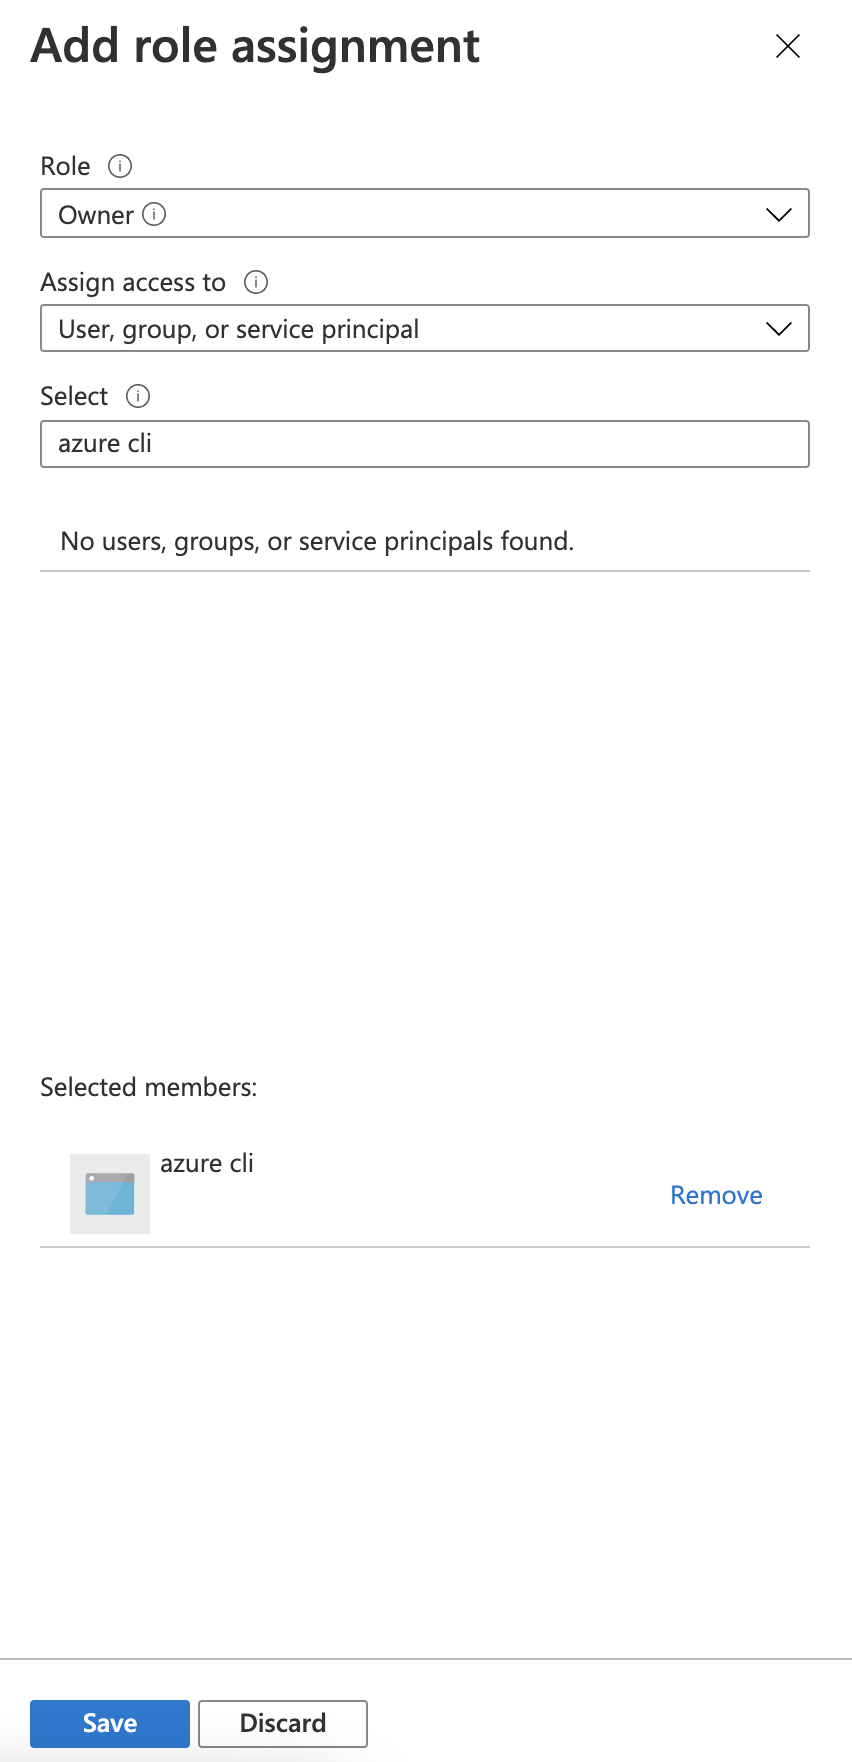 Add role assignment
Role
Owner
Assign access to
User, group, or service principal
Select
azure cli
No users, groups, or service principals found.
Selected members:
azure cli
Remove
Save
Discard